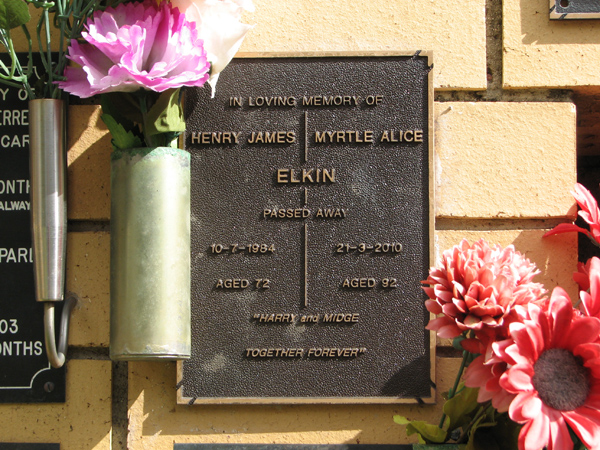 IN LOVING MEMORY OF
HENRY JAMES MYRTLE ALICE
ELKIN
PASSED AWAY
10-7-1984 21-3-2010
AGED 72 AGED 92
"HARRY and MIDGE
TOGETHER FOREVER"